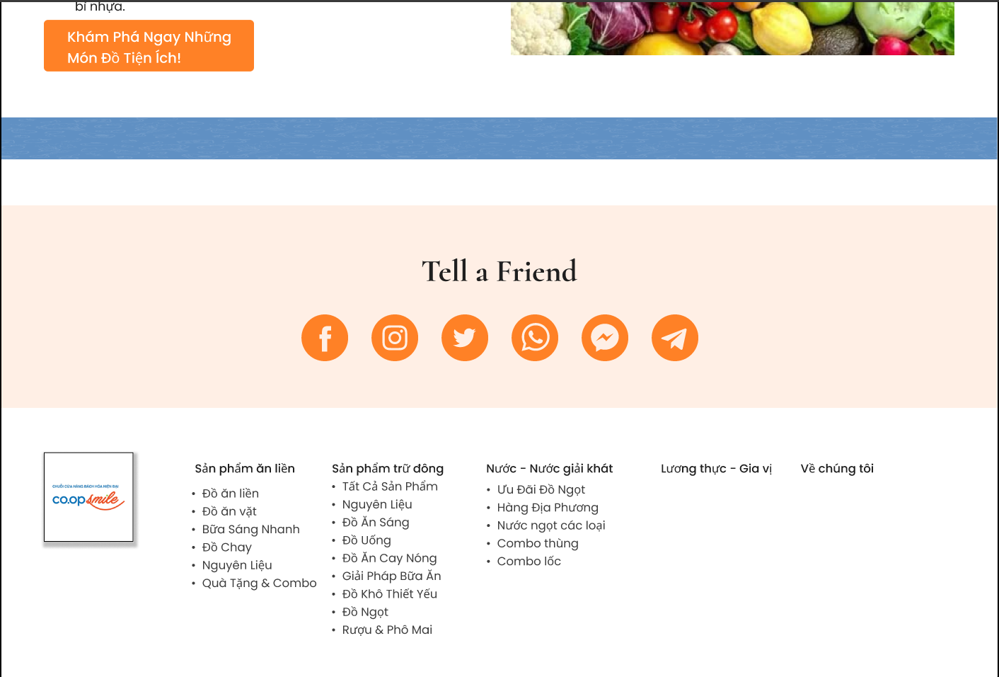 bì nhựa.
Khám Phá Ngay Những
Món Đồ Tiện Ích!
Tell a Friend
CHUỖI CỬA HÀNG BÁCH HÓA HIỆN ĐẠI
co.opsmile
Sản phẩm ăn liền
• Đồ ăn liền
• Đồ ăn vặt
• Bữa Sáng Nhanh
• Đồ Chay
• Nguyên Liệu
• Quà Tặng & Combo
Sản phẩm trữ đông
• Tất Cả Sản Phẩm
• Nguyên Liệu
• Đồ Ăn Sáng
• Đồ Uống
• Đồ Ăn Cay Nóng
• Giải Pháp Bữa Ăn
• Đồ Khô Thiết Yếu
• Đồ Ngọt
• Rượu & Phô Mai
Nước - Nước giải khát
• Ưu Đãi Đồ Ngọt
• Hàng Địa Phương
• Nước ngọt các loại
• Combo thùng
• Combo lốc
Lương thực - Gia vị
Về chúng tôi